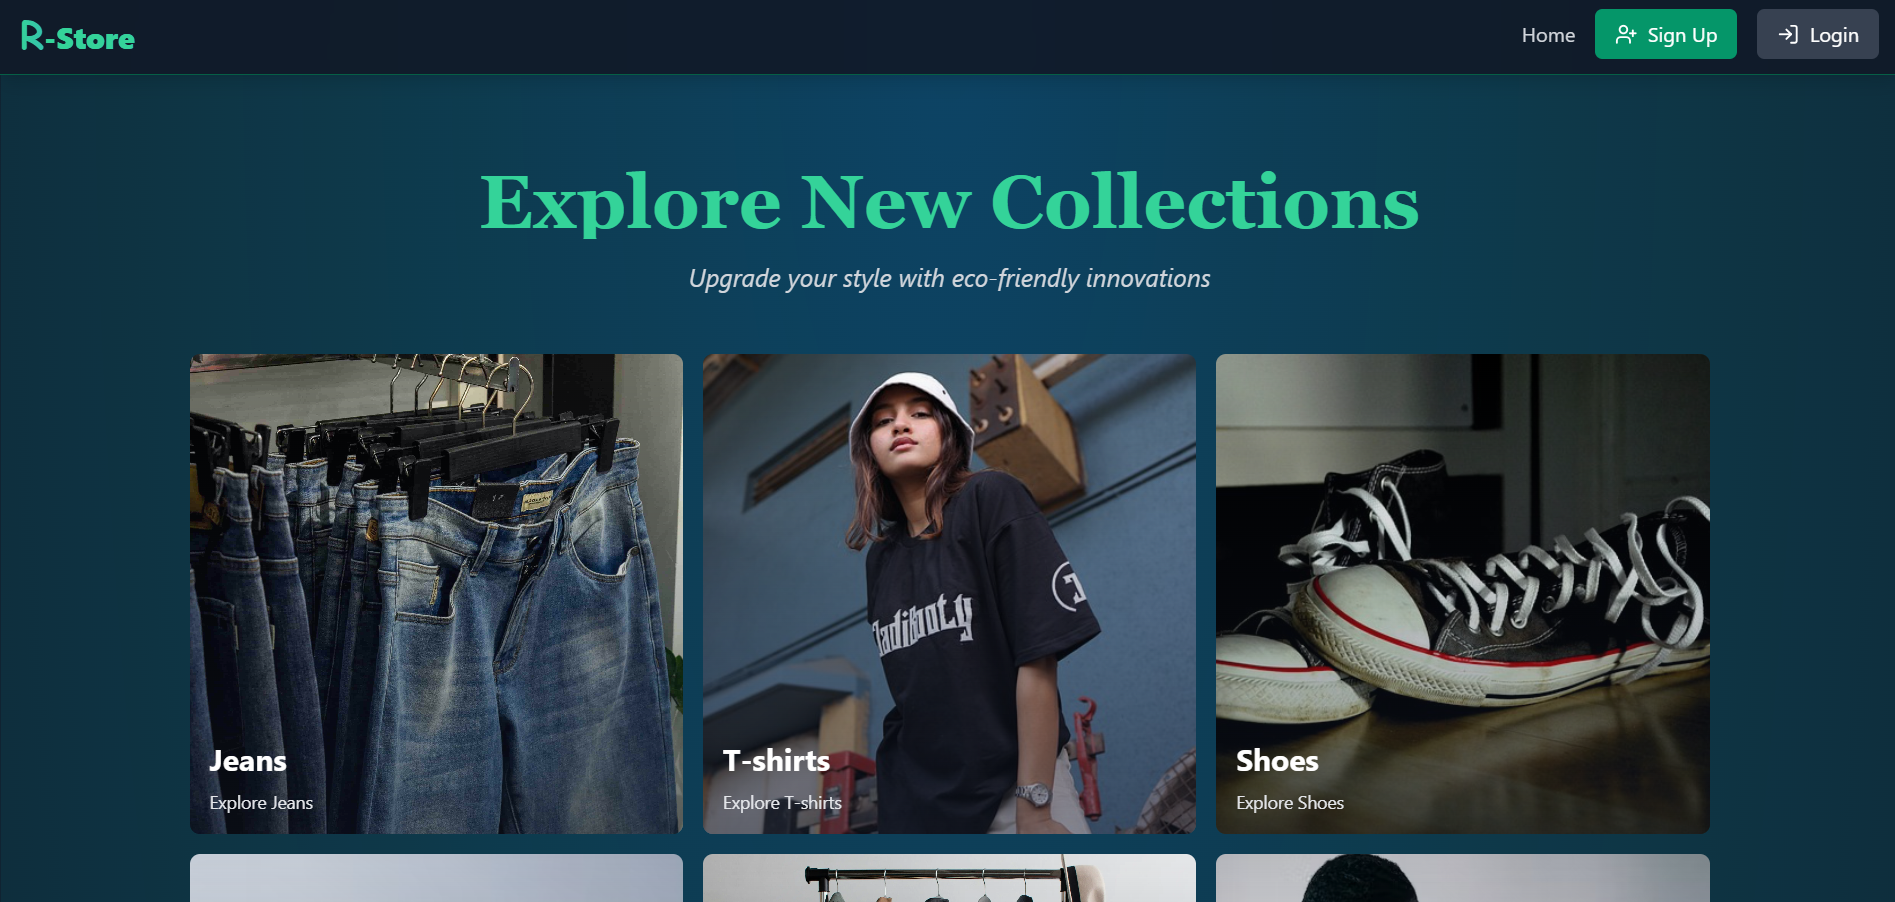 R-Store
Home
Sign Up
Login
Explore New Collections
Upgrade your style with eco-friendly innovations
Jeans
Explore Jeans
T-shirts
Explore T-shirts
Shoes
Explore Shoes